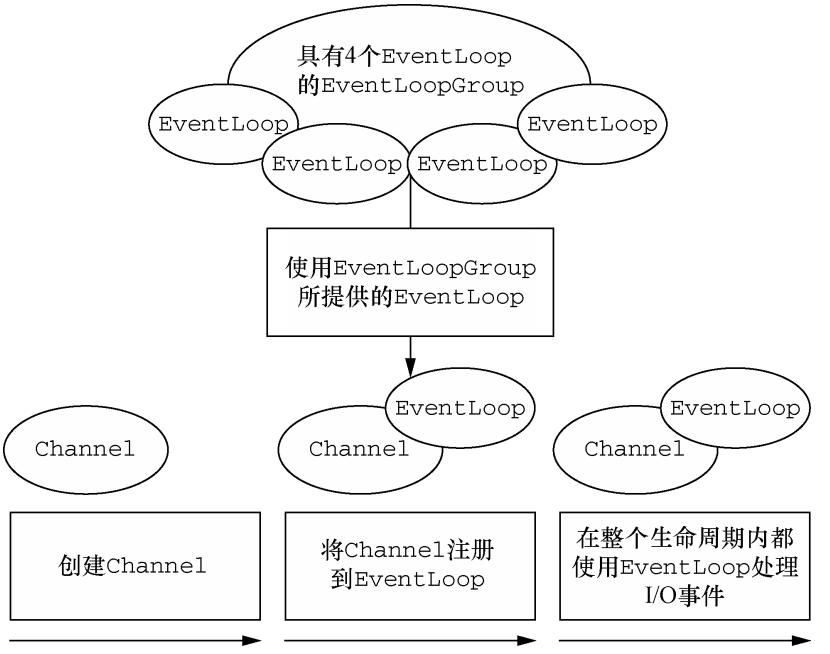 具有4个EventLoop
的EventLoopGroup
EventLoop
EventLoop
EventLoop
EventLoop
使用EventLoopGroup
所提供的EventLoop
Channel
Channel
EventLoop
Channel
EventLoop
创建Channel
将Channel注册
到EventLoop
在整个生命周期内都
使用EventLoop处理
I/O事件